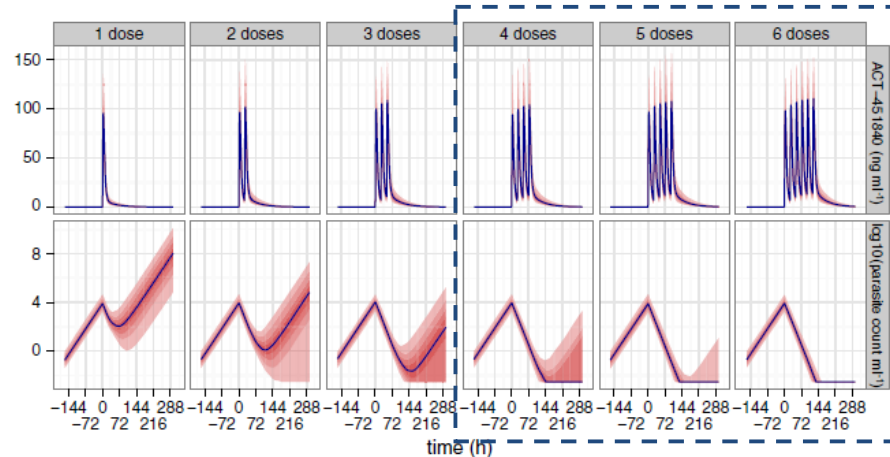 1 dose 2 doses 3 doses 4 doses 5 doses 6 doses
150
100
50
0
ACT−451840 (ng ml⁻¹)
8
4
0
log10(parasite count ml⁻¹)
−144 0 144 288 −144 0 144 288 −144 0 144 288 −144 0 144 288 −144 0 144 288 −144 0 144 288
−72 72 216 −72 72 216 −72 72 216 −72 72 216 −72 72 216 −72 72 216
time (h)